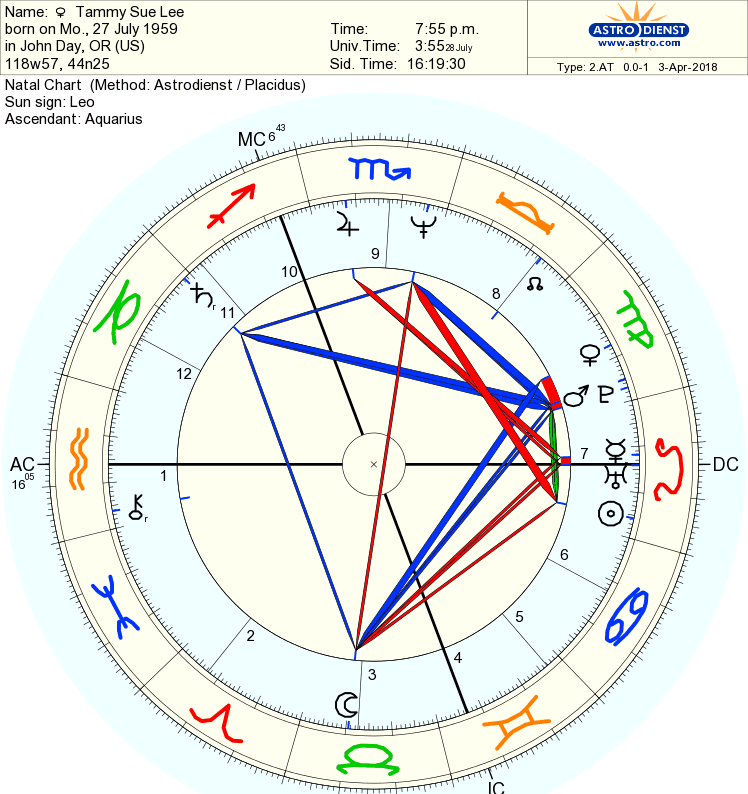 Name: ♀ Tammy Sue Lee
born on Mo., 27 July 1959
in John Day, OR (US)
118w57, 44n25
Time: 7:55 p.m.
Univ.Time: 3:55 28 July
Sid. Time: 16:19:30
ASTRO DIENST
www.astro.com
Type: 2.AT 0.0-1 3-Apr-2018
Natal Chart (Method: Astrodienst / Placidus)
Sun sign: Leo
Ascendant: Aquarius
MC 6 43
10
9
8
11
r
12
AC
16 05
1
7
DC
r
6
2
5
3
4
IC